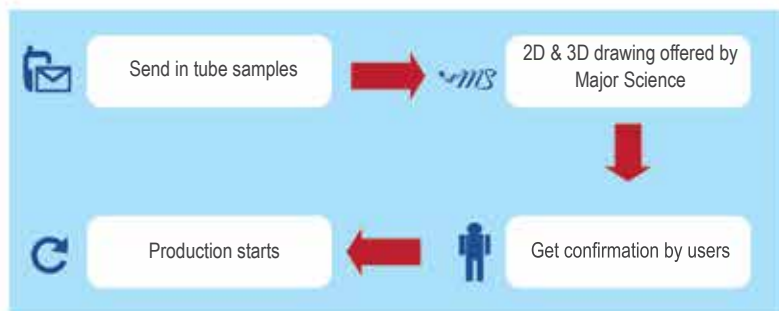 Send in tube samples
MS
2D & 3D drawing offered by
Major Science
Get confirmation by users
Production starts